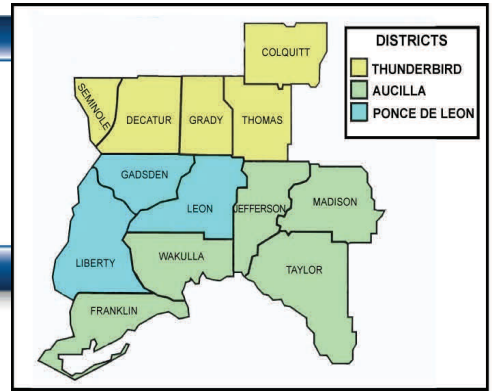 COLQUITT
DISTRICTS
THUNDERBIRD
AUCILLA
PONCE DE LEON
SEMINOLE
DECATUR
GRADY
THOMAS
GADSDEN
LEON
JEFFERSON
MADISON
LIBERTY
WAKULLA
TAYLOR
FRANKLIN